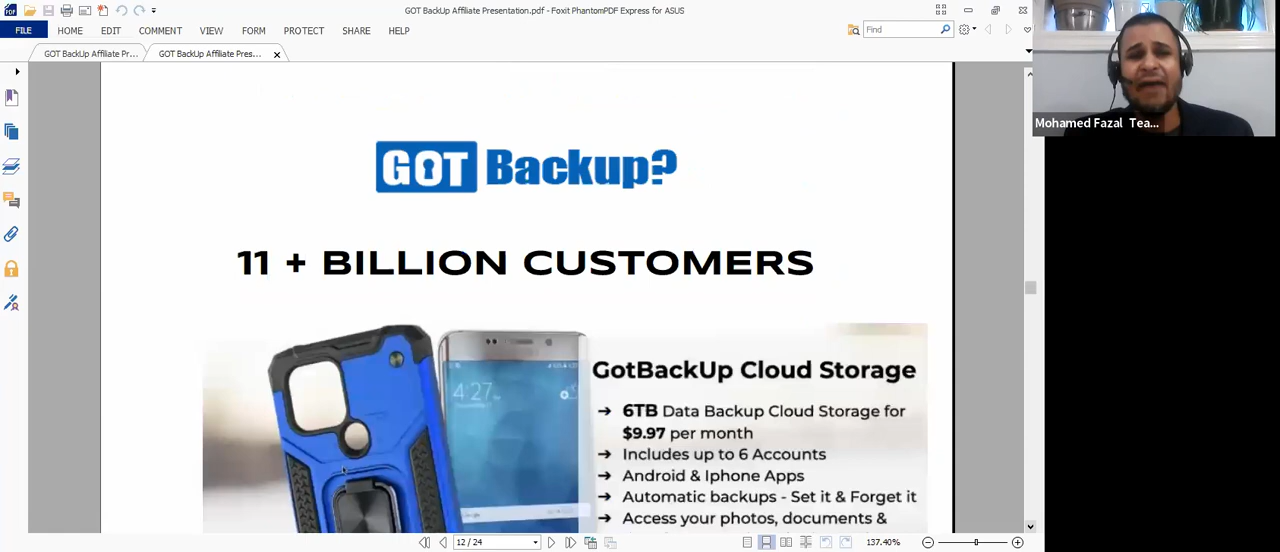 GOT BackUp Affiliate Presentation.pdf - Foxit PhantomPDF Express for ASUS
FILE HOME EDIT COMMENT VIEW FORM PROTECT SHARE HELP
Find
GOT BackUp Affiliate Pr...
GOT BackUp Affiliate Pres...
Mohamed Fazal Tea...
GOT Backup?
11 + BILLION CUSTOMERS
4:27
GotBackUp Cloud Storage
→ 6TB Data Backup Cloud Storage for
$9.97 per month
→ Includes up to 6 Accounts
→ Android & Iphone Apps
→ Automatic backups - Set it & Forget it
→ Access your photos, documents &
12 / 24
137.40%